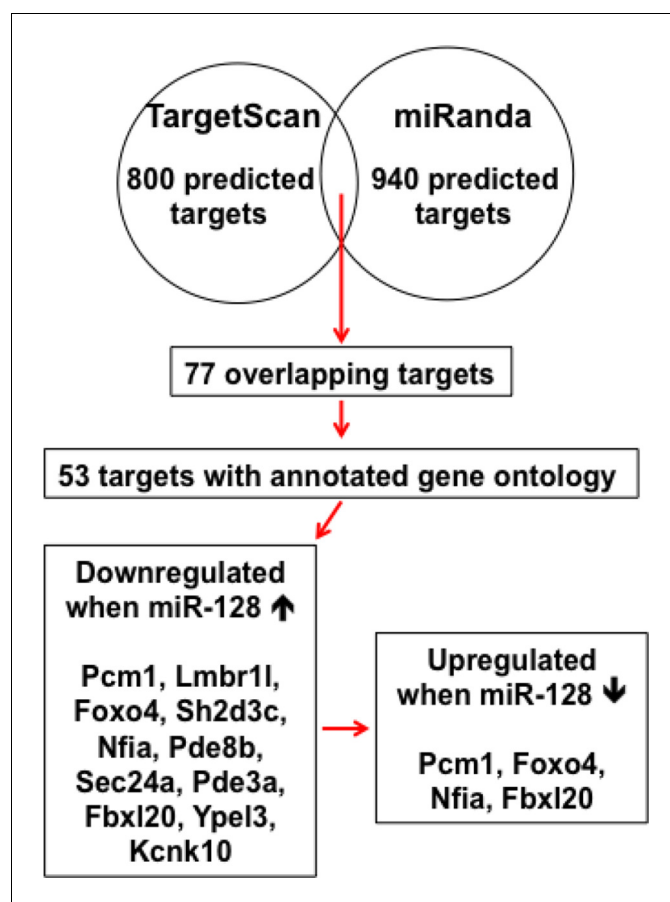 TargetScan
800 predicted
targets
miRanda
940 predicted
targets
77 overlapping targets
53 targets with annotated gene ontology
Downregulated
when miR-128 ↑
Pcm1, Lmbr1l,
Foxo4, Sh2d3c,
Nfia, Pde8b,
Sec24a, Pde3a,
Fbxl20, Ypel3,
Kcnk10
Upregulated
when miR-128 ↓
Pcm1, Foxo4,
Nfia, Fbxl20